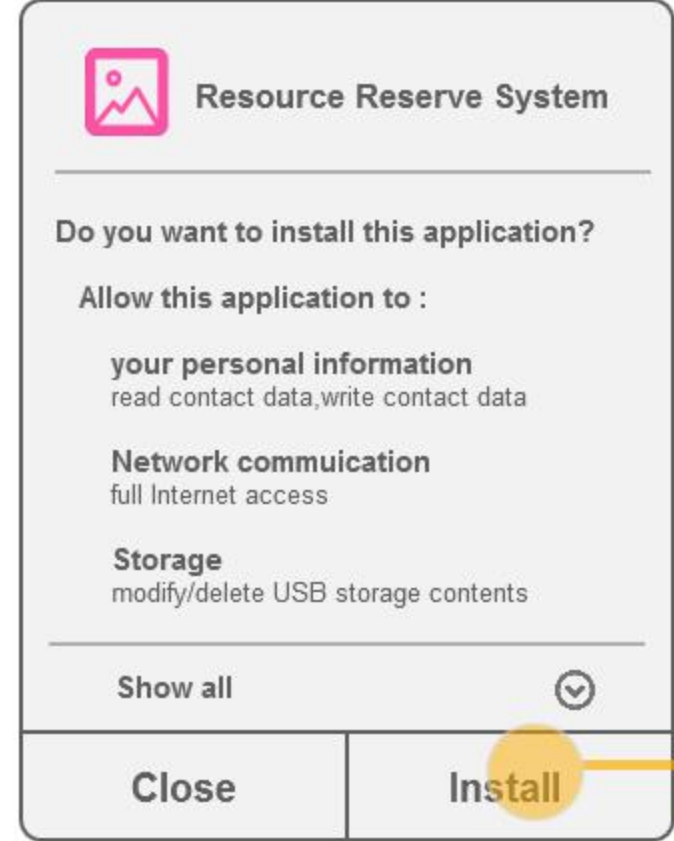 Resource Reserve System
Do you want to install this application?
Allow this application to :
your personal information
read contact data,write contact data
Network commuication
full Internet access
Storage
modify/delete USB storage contents
Show all
Close
Install